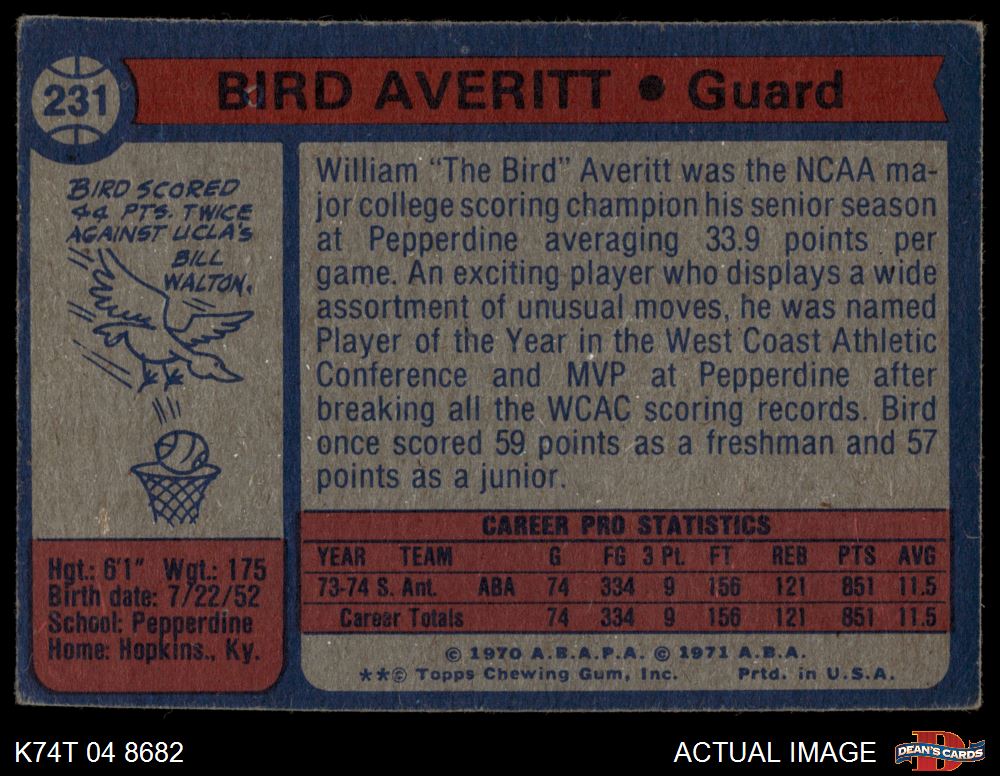 231
BIRD AVERITT • Guard
BIRD SCORED
44 PTS. TWICE
AGAINST UCLA'S
BILL
WALTON.
William "The Bird" Averitt was the NCAA ma-
jor college scoring champion his senior season
at Pepperdine averaging 33.9 points per
game. An exciting player who displays a wide
assortment of unusual moves, he was named
Player of the Year in the West Coast Athletic
Conference and MVP at Pepperdine after
breaking all the WCAC scoring records. Bird
once scored 59 points as a freshman and 57
points as a junior.
Hgt.: 6'1" Wgt.: 175
Birth date: 7/22/52
School: Pepperdine
Home: Hopkins., Ky.
CAREER PRO STATISTICS
YEAR TEAM G FG 3 Pt. FT REB PTS AVG
73-74 S. Ant. ABA 74 334 9 156 121 851 11.5
Career Totals 74 334 9 156 121 851 11.5
© 1970 A.B.A.P.A. © 1971 A.B.A.
**© Topps Chewing Gum, Inc. Prtd. in U.S.A.
K74T 04 8682
ACTUAL IMAGE
D
DEAN'S CARDS